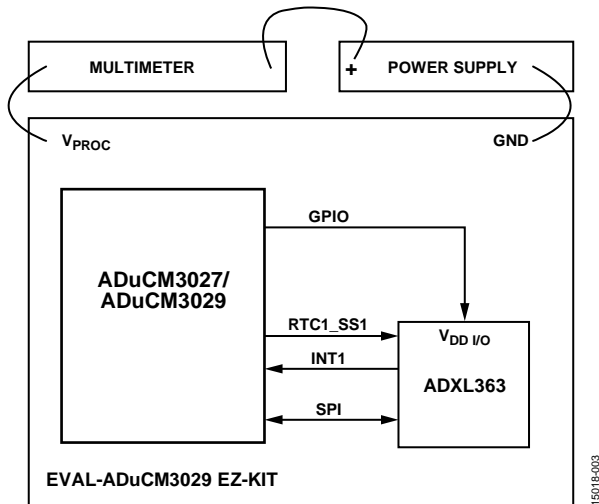 MULTIMETER
+ POWER SUPPLY
VPROC
GND
GPIO
ADuCM3027/
ADuCM3029
RTC1_SS1
INT1
SPI
VDD I/O
ADXL363
EVAL-ADuCM3029 EZ-KIT
15018-003